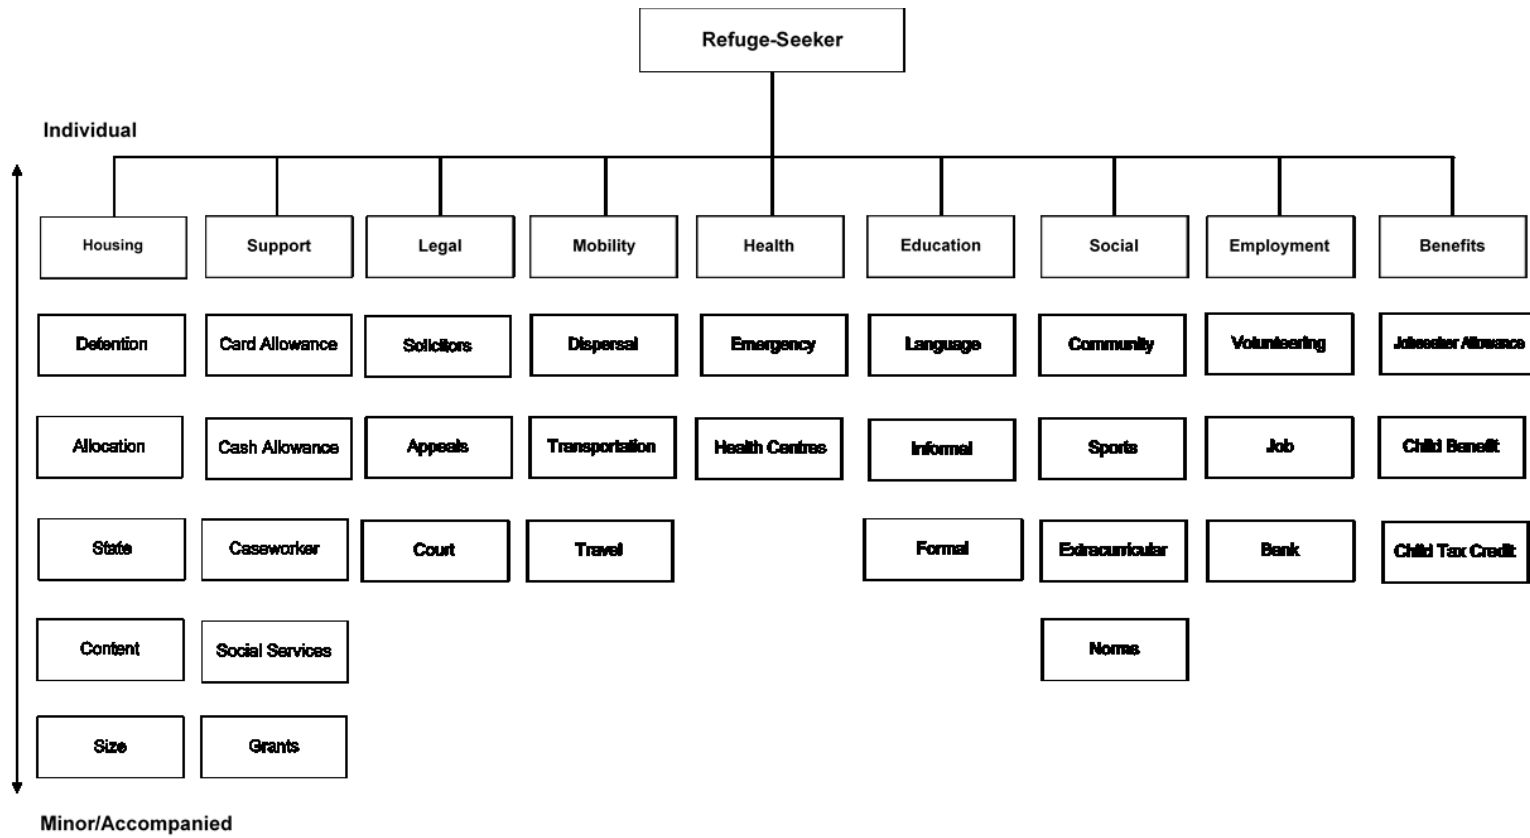 Refuge-Seeker
Individual
Housing
Support
Legal
Mobility
Health
Education
Social
Employment
Benefits
Detention
Card Allowance
Solicitors
Dispersal
Emergency
Language
Community
Volunteering
Jobseeker Allowance
Allocation
Cash Allowance
Appeals
Transportation
Health Centres
Informal
Sports
Job
Child Benefit
State
Caseworker
Court
Travel
Formal
Extracurricular
Bank
Child Tax Credit
Content
Social Services
Norms
Size
Grants
Minor/Accompanied